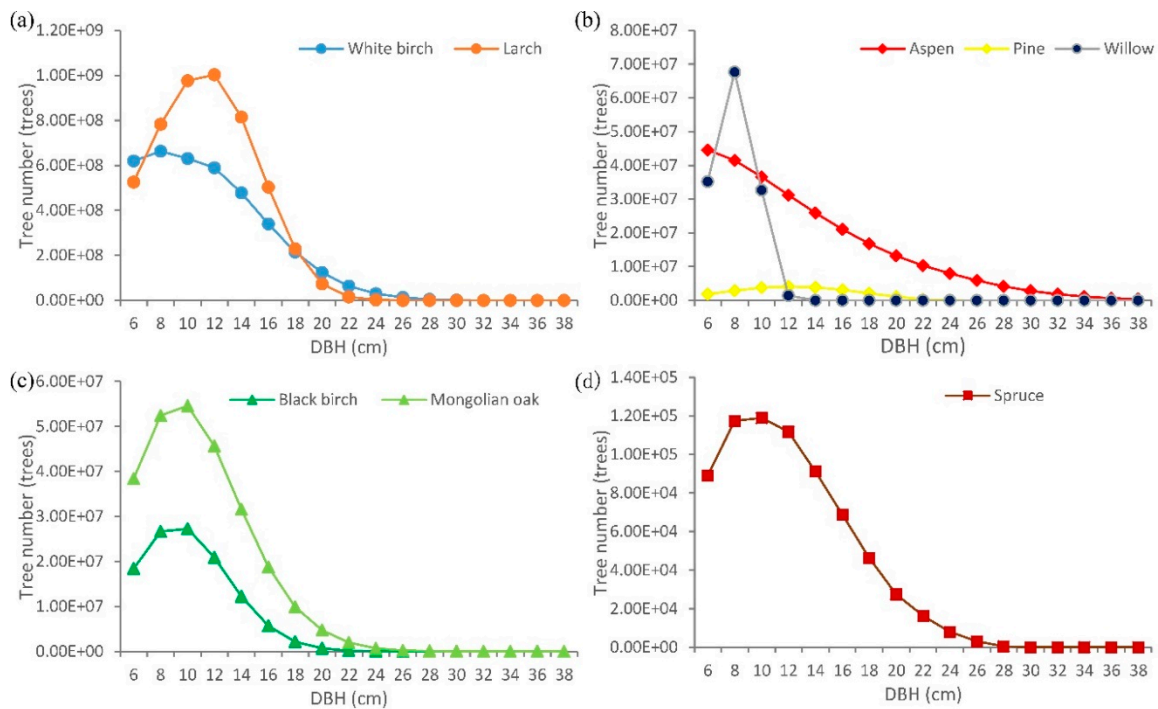 (a)
White birch Larch
Tree number (trees)
1.20E+09
1.00E+09
8.00E+08
6.00E+08
4.00E+08
2.00E+08
0.00E+00
6 8 10 12 14 16 18 20 22 24 26 28 30 32 34 36 38
DBH (cm)
(b)
Aspen Pine Willow
Tree number (trees)
8.00E+07
7.00E+07
6.00E+07
5.00E+07
4.00E+07
3.00E+07
2.00E+07
1.00E+07
0.00E+00
6 8 10 12 14 16 18 20 22 24 26 28 30 32 34 36 38
DBH (cm)
(c)
Black birch Mongolian oak
Tree number (trees)
6.00E+07
5.00E+07
4.00E+07
3.00E+07
2.00E+07
1.00E+07
0.00E+00
6 8 10 12 14 16 18 20 22 24 26 28 30 32 34 36 38
DBH (cm)
(d)
Spruce
Tree number (trees)
1.40E+05
1.20E+05
1.00E+05
8.00E+04
6.00E+04
4.00E+04
2.00E+04
0.00E+00
6 8 10 12 14 16 18 20 22 24 26 28 30 32 34 36 38
DBH (cm)